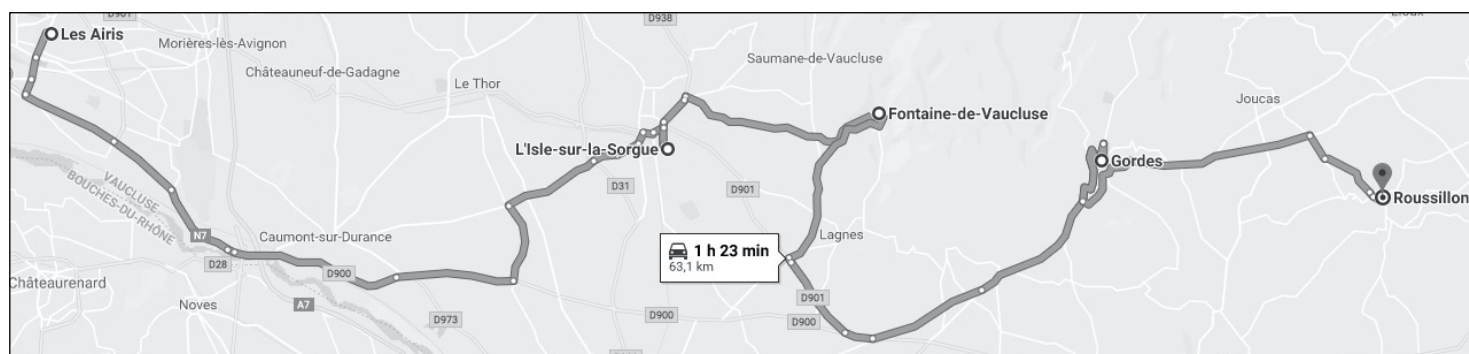 D901
D938
Les Airis
Morières-lès-Avignon
Saumane-de-Vaucluse
Châteauneuf-de-Gadagne
Le Thor
Joucas
Fontaine-de-Vaucluse
L'Isle-sur-la-Sorgue
Gordes
D31
D901
Roussillon
VAUCLUSE
BOUCHES-DU-RHÔNE
N7
Caumont-sur-Durance
Lagnes
1 h 23 min
63,1 km
D28
D900
Châteaurenard
Noves
A7
D973
D900
D901
D900